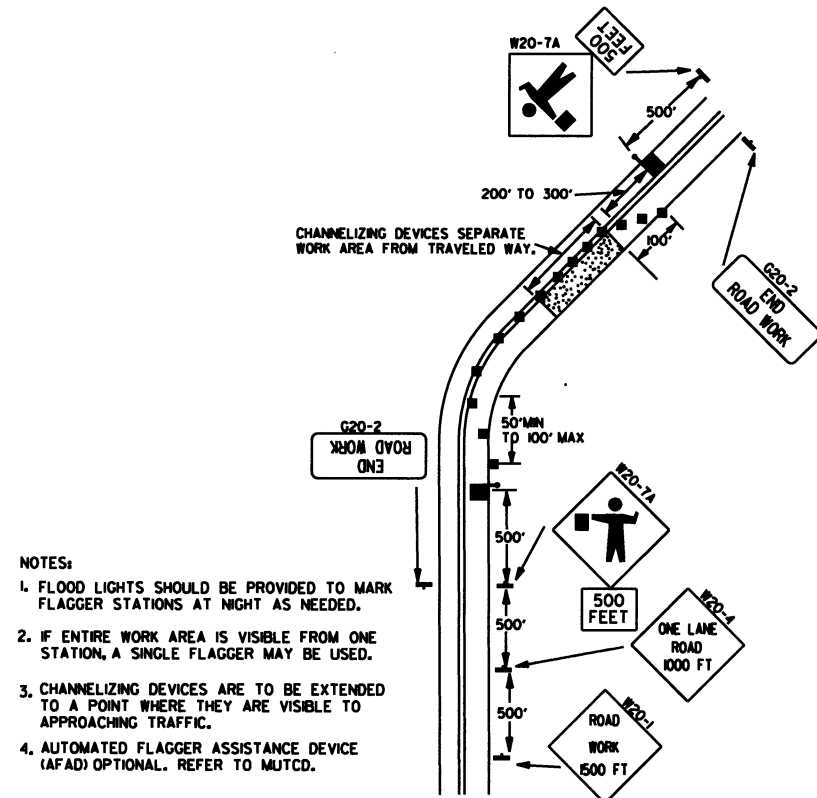 W20-7A
500
FEET
500'
200' TO 300'
CHANNELIZING DEVICES SEPARATE
WORK AREA FROM TRAVELED WAY.
100'
G20-2
END
ROAD WORK
G20-2
END
ROAD WORK
50'MIN
TO 100' MAX
W20-7A
500'
500
FEET
500'
W20-4
ONE LANE
ROAD
1000 FT
500'
W20-1
ROAD
WORK
1500 FT
NOTES:
1. FLOOD LIGHTS SHOULD BE PROVIDED TO MARK
FLAGGER STATIONS AT NIGHT AS NEEDED.
2. IF ENTIRE WORK AREA IS VISIBLE FROM ONE
STATION, A SINGLE FLAGGER MAY BE USED.
3. CHANNELIZING DEVICES ARE TO BE EXTENDED
TO A POINT WHERE THEY ARE VISIBLE TO
APPROACHING TRAFFIC.
4. AUTOMATED FLAGGER ASSISTANCE DEVICE
(AFAD) OPTIONAL. REFER TO MUTCD.